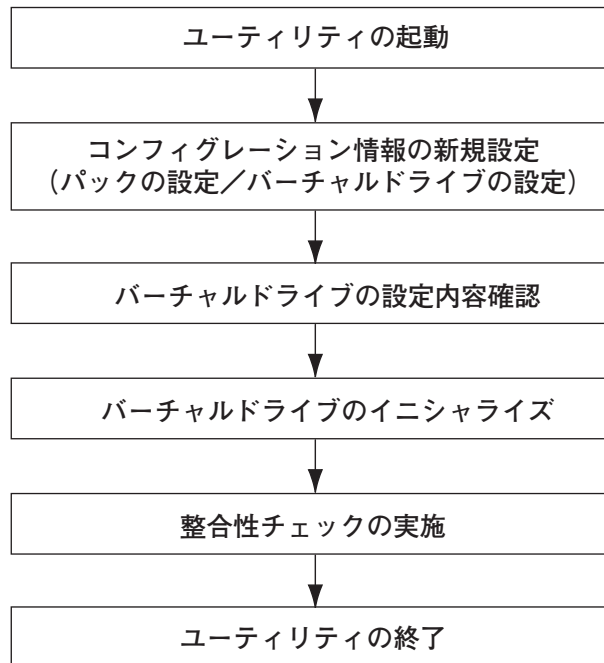 ユーティリティの起動
コンフィグレーション情報の新規設定
（パックの設定／バーチャルドライブの設定）
バーチャルドライブの設定内容確認
バーチャルドライブのイニシャライズ
整合性チェックの実施
ユーティリティの終了